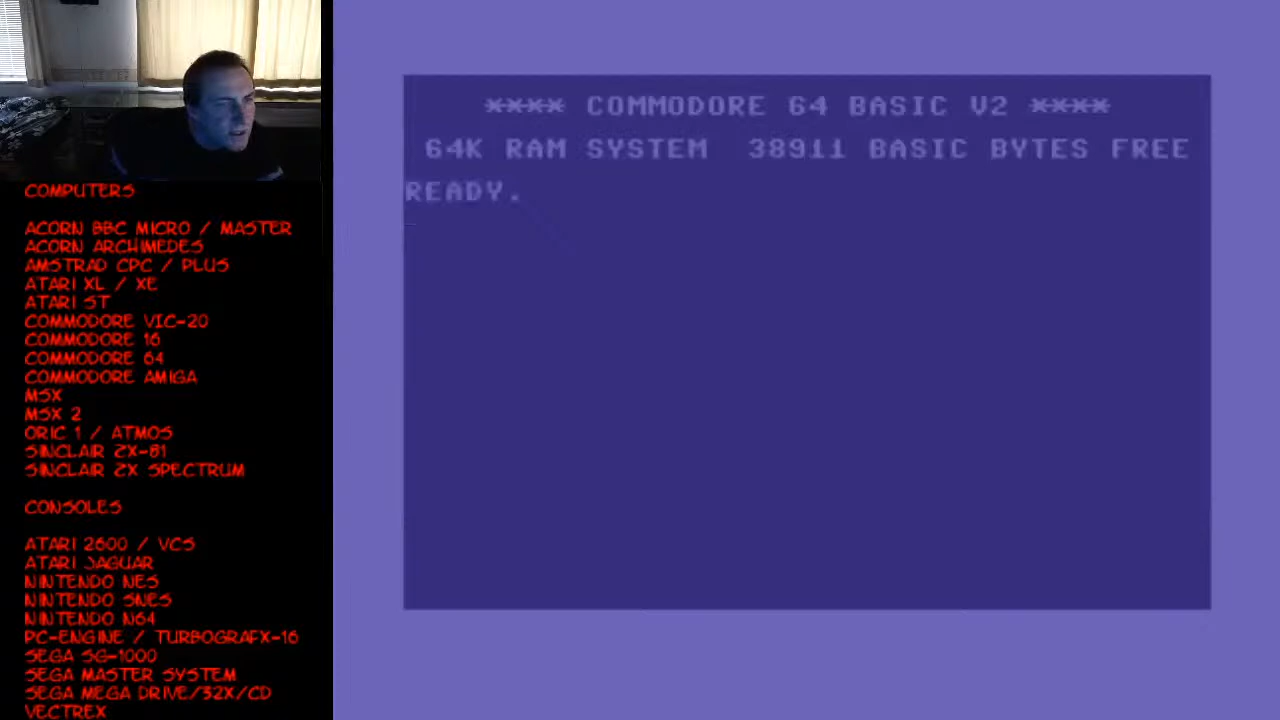 COMPUTERS
ACORN BBC MICRO / MASTER
ACORN ARCHIMEDES
AMSTRAD CPC / PLUS
ATARI XL / XE
ATARI ST
COMMODORE VIC-20
COMMODORE 16
COMMODORE 64
COMMODORE AMIGA
MSX
MSX 2
ORIC 1 / ATMOS
SINCLAIR ZX-81
SINCLAIR ZX SPECTRUM
CONSOLES
ATARI 2600 / VCS
ATARI JAGUAR
NINTENDO NES
NINTENDO SNES
NINTENDO N64
PC-ENGINE / TURBOGRAFX-16
SEGA SG-1000
SEGA MASTER SYSTEM
SEGA MEGA DRIVE/32X/CD
VECTREX
**** COMMODORE 64 BASIC V2 ****
64K RAM SYSTEM  38911 BASIC BYTES FREE
READY.